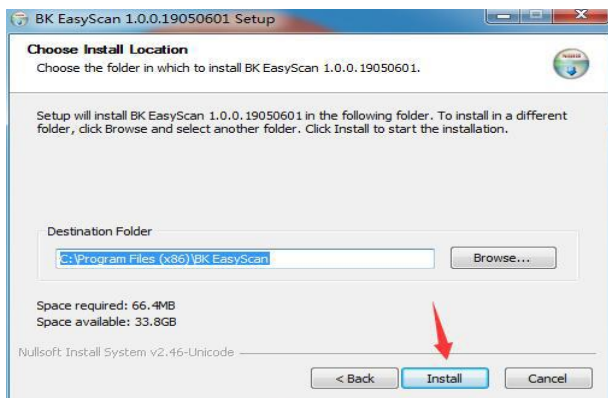 BK EasyScan 1.0.0.19050601 Setup
Choose Install Location
Choose the folder in which to install BK EasyScan 1.0.0.19050601.
Setup will install BK EasyScan 1.0.0.19050601 in the following folder. To install in a different
folder, click Browse and select another folder. Click Install to start the installation.
Destination Folder
C:\Program Files (x86)\BK EasyScan
Browse...
Space required: 66.4MB
Space available: 33.8GB
Nullsoft Install System v2.46-Unicode
< Back Install Cancel